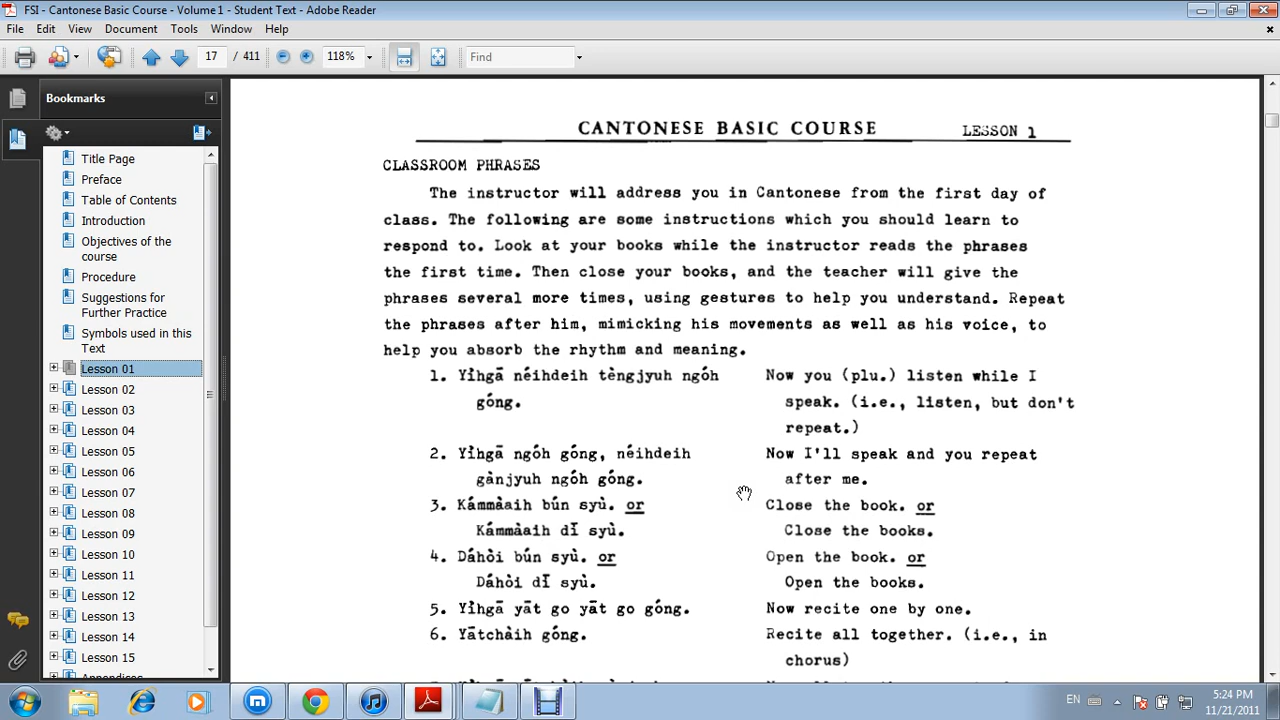 FSI - Cantonese Basic Course - Volume 1 - Student Text - Adobe Reader
File Edit View Document Tools Window Help
17 / 411 118% Find
Bookmarks
Title Page
Preface
Table of Contents
Introduction
Objectives of the
course
Procedure
Suggestions for
Further Practice
Symbols used in this
Text
Lesson 01
Lesson 02
Lesson 03
Lesson 04
Lesson 05
Lesson 06
Lesson 07
Lesson 08
Lesson 09
Lesson 10
Lesson 11
Lesson 12
Lesson 13
Lesson 14
Lesson 15
CANTONESE BASIC COURSE LESSON 1
CLASSROOM PHRASES
The instructor will address you in Cantonese from the first day of
class. The following are some instructions which you should learn to
respond to. Look at your books while the instructor reads the phrases
the first time. Then close your books, and the teacher will give the
phrases several more times, using gestures to help you understand. Repeat
the phrases after him, mimicking his movements as well as his voice, to
help you absorb the rhythm and meaning.
1. Yìhgā néihdeih tèngjyuh ngóh Now you (plu.) listen while I
góng. speak. (i.e., listen, but don't
repeat.)
2. Yìhgā ngóh góng, néihdeih Now I'll speak and you repeat
gànjyuh ngóh góng. after me.
3. Kámmàaih bún syù. or Close the book. or
Kámmàaih dī syù. Close the books.
4. Dáhòi bún syù. or Open the book. or
Dáhòi dī syù. Open the books.
5. Yìhgā yāt go yāt go góng. Now recite one by one.
6. Yātchàih góng. Recite all together. (i.e., in
chorus)
EN 5:24 PM
11/21/2011